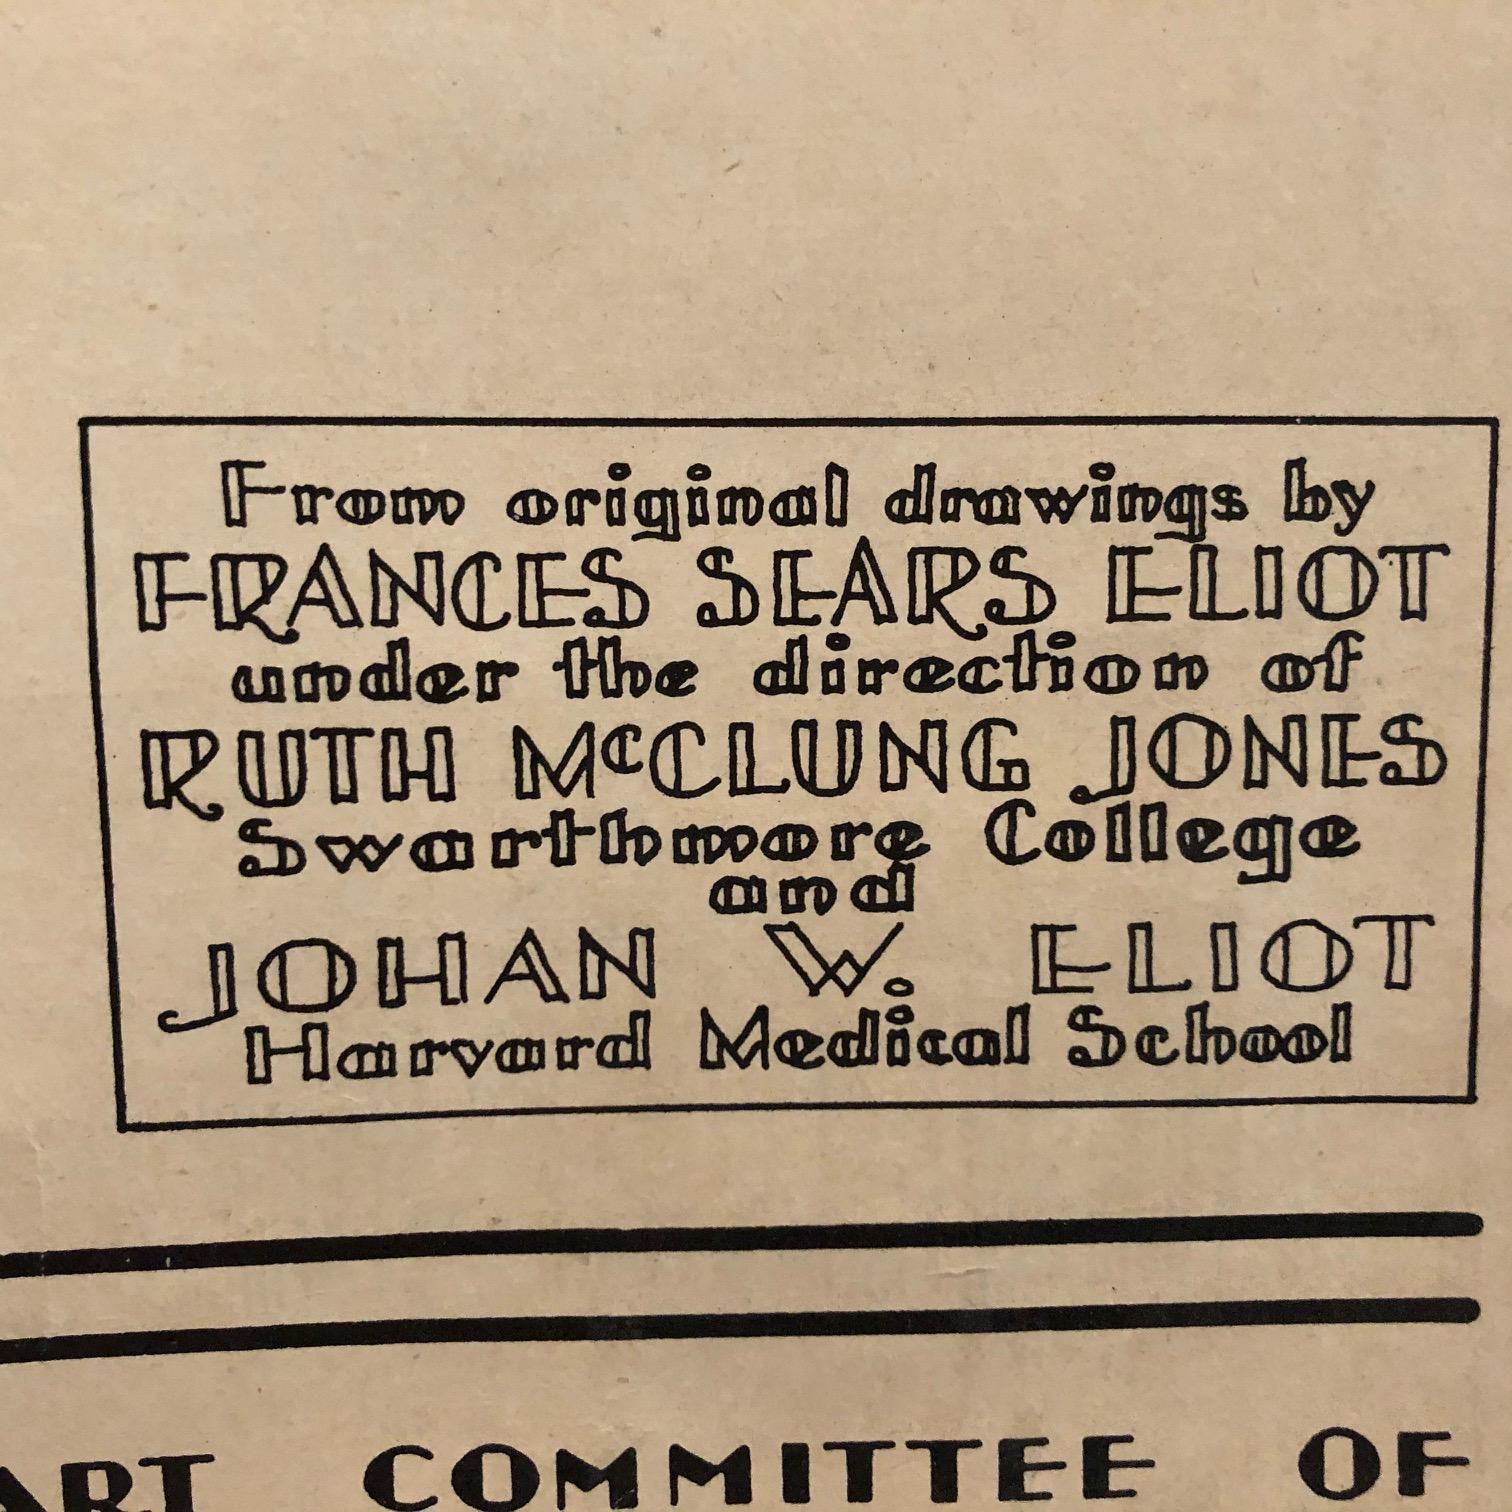 From original drawings by
FRANCES SEARS ELIOT
under the direction of
RUTH McCLUNG JONES
Swarthmore College
and
JOHAN W. ELIOT
Harvard Medical School
ART COMMITTEE OF